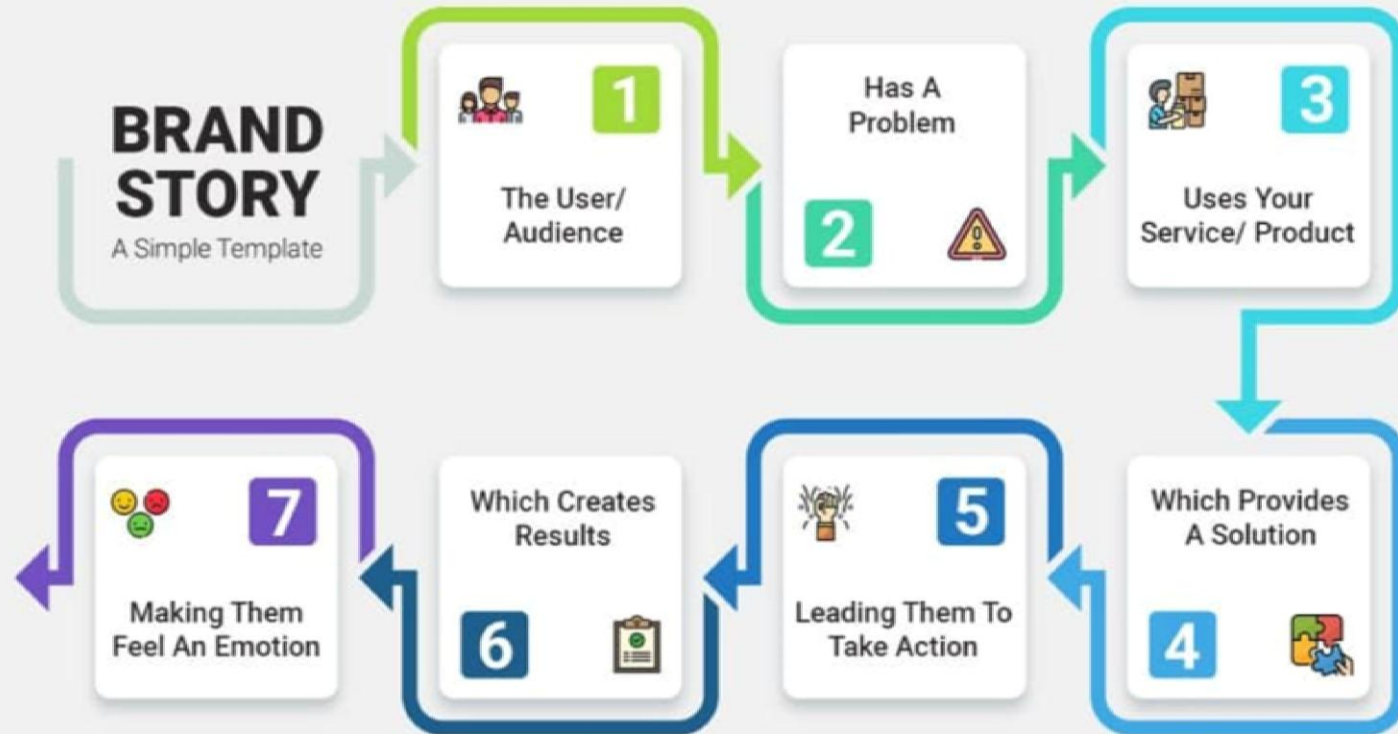 BRAND
STORY
A Simple Template
1
The User/
Audience
Has A
Problem
2
3
Uses Your
Service/ Product
Which Provides
A Solution
4
5
Leading Them To
Take Action
Which Creates
Results
6
7
Making Them
Feel An Emotion